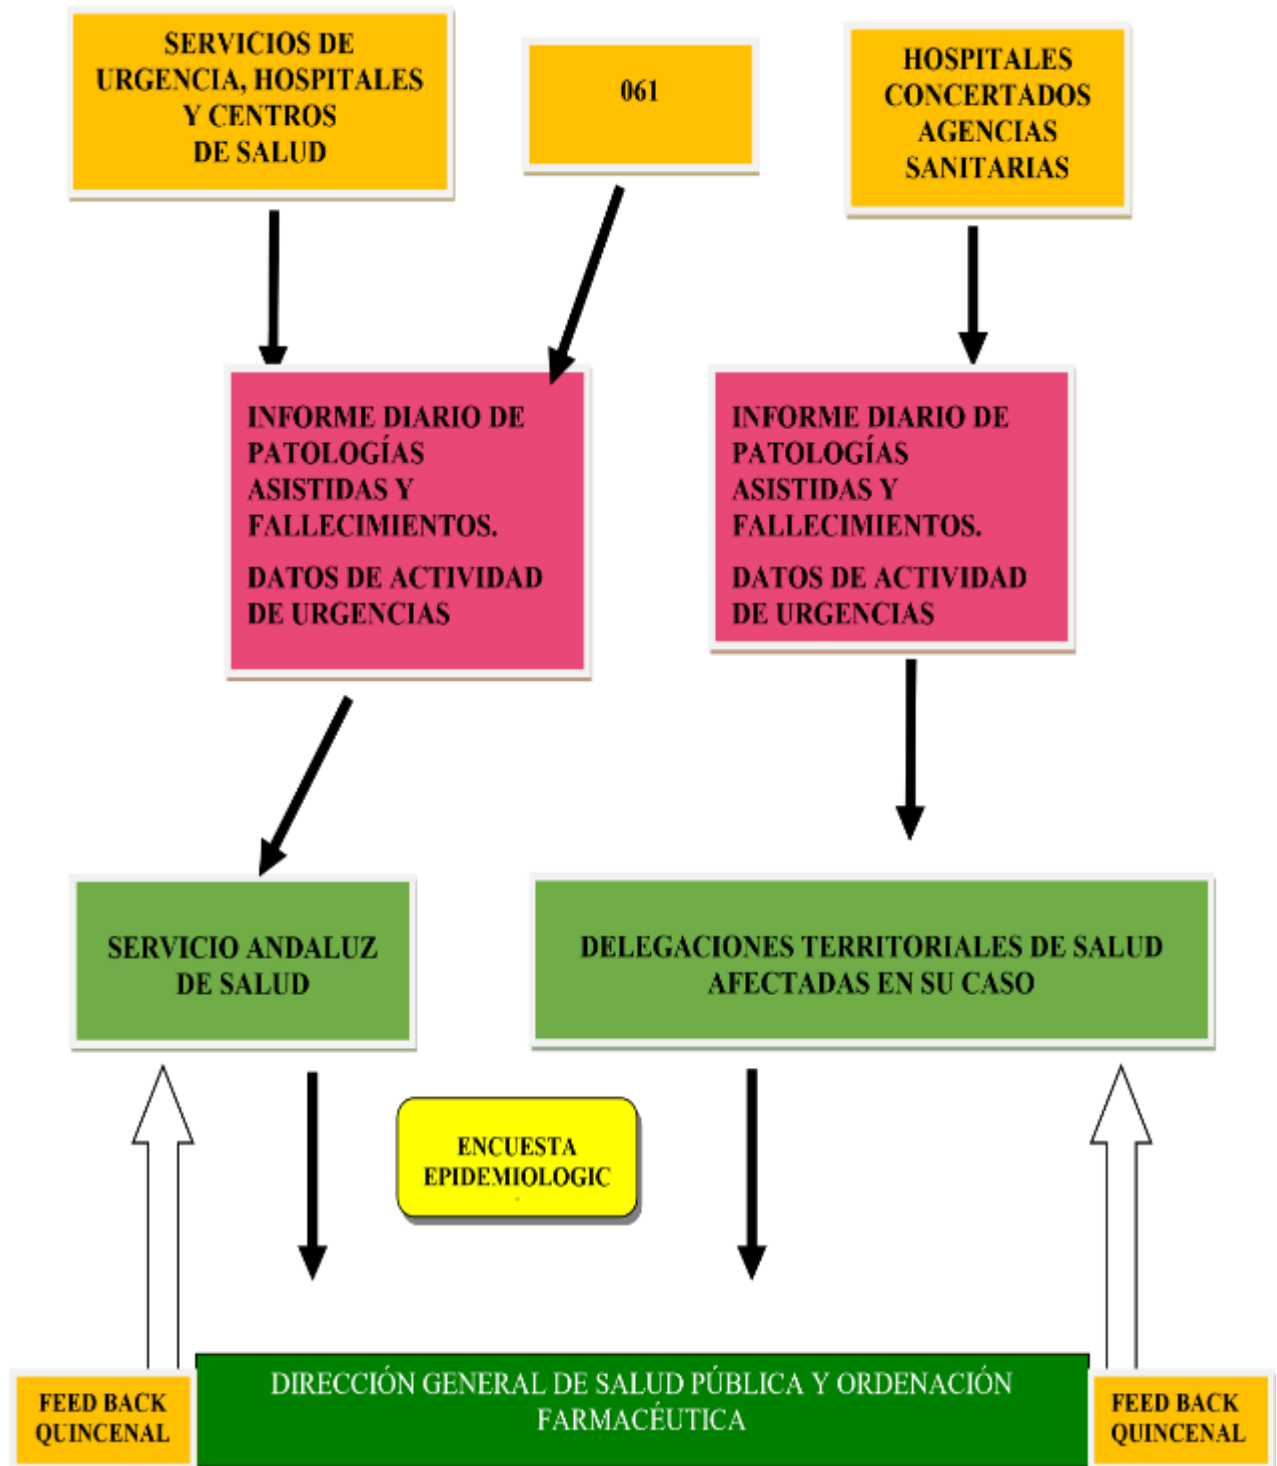 SERVICIOS DE
URGENCIA, HOSPITALES
Y CENTROS
DE SALUD
061
HOSPITALES
CONCERTADOS
AGENCIAS
SANITARIAS
INFORME DIARIO DE
PATOLOGÍAS
ASISTIDAS Y
FALLECIMIENTOS.
DATOS DE ACTIVIDAD
DE URGENCIAS
INFORME DIARIO DE
PATOLOGÍAS
ASISTIDAS Y
FALLECIMIENTOS.
DATOS DE ACTIVIDAD
DE URGENCIAS
SERVICIO ANDALUZ
DE SALUD
DELEGACIONES TERRITORIALES DE SALUD
AFECTADAS EN SU CASO
ENCUESTA
EPIDEMIOLOGIC
FEED BACK
QUINCENAL
DIRECCIÓN GENERAL DE SALUD PÚBLICA Y ORDENACIÓN
FARMACÉUTICA
FEED BACK
QUINCENAL